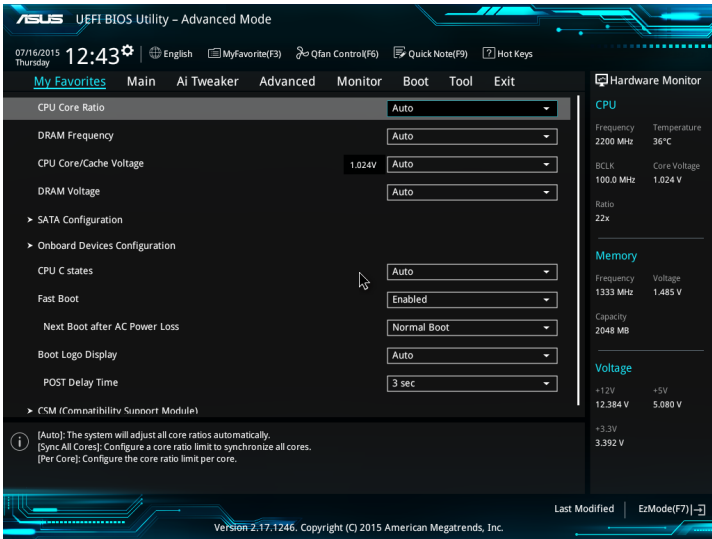 ASUS UEFI BIOS Utility – Advanced Mode
07/16/2015 Thursday 12:43 English MyFavorite(F3) Qfan Control(F6) Quick Note(F9) ? Hot Keys
My Favorites Main Ai Tweaker Advanced Monitor Boot Tool Exit
CPU Core Ratio Auto
DRAM Frequency Auto
CPU Core/Cache Voltage 1.024V Auto
DRAM Voltage Auto
> SATA Configuration
> Onboard Devices Configuration
CPU C states Auto
Fast Boot Enabled
Next Boot after AC Power Loss Normal Boot
Boot Logo Display Auto
POST Delay Time 3 sec
> CSM (Compatibility Support Module)
[Auto]: The system will adjust all core ratios automatically.
[Sync All Cores]: Configure a core ratio limit to synchronize all cores.
[Per Core]: Configure the core ratio limit per core.
Hardware Monitor
CPU
Frequency Temperature
2200 MHz 36°C
BCLK Core Voltage
100.0 MHz 1.024 V
Ratio
22x
Memory
Frequency Voltage
1333 MHz 1.485 V
Capacity
2048 MB
Voltage
+12V +5V
12.384 V 5.080 V
+3.3V
3.392 V
Last Modified EzMode(F7)
Version 2.17.1246. Copyright (C) 2015 American Megatrends, Inc.